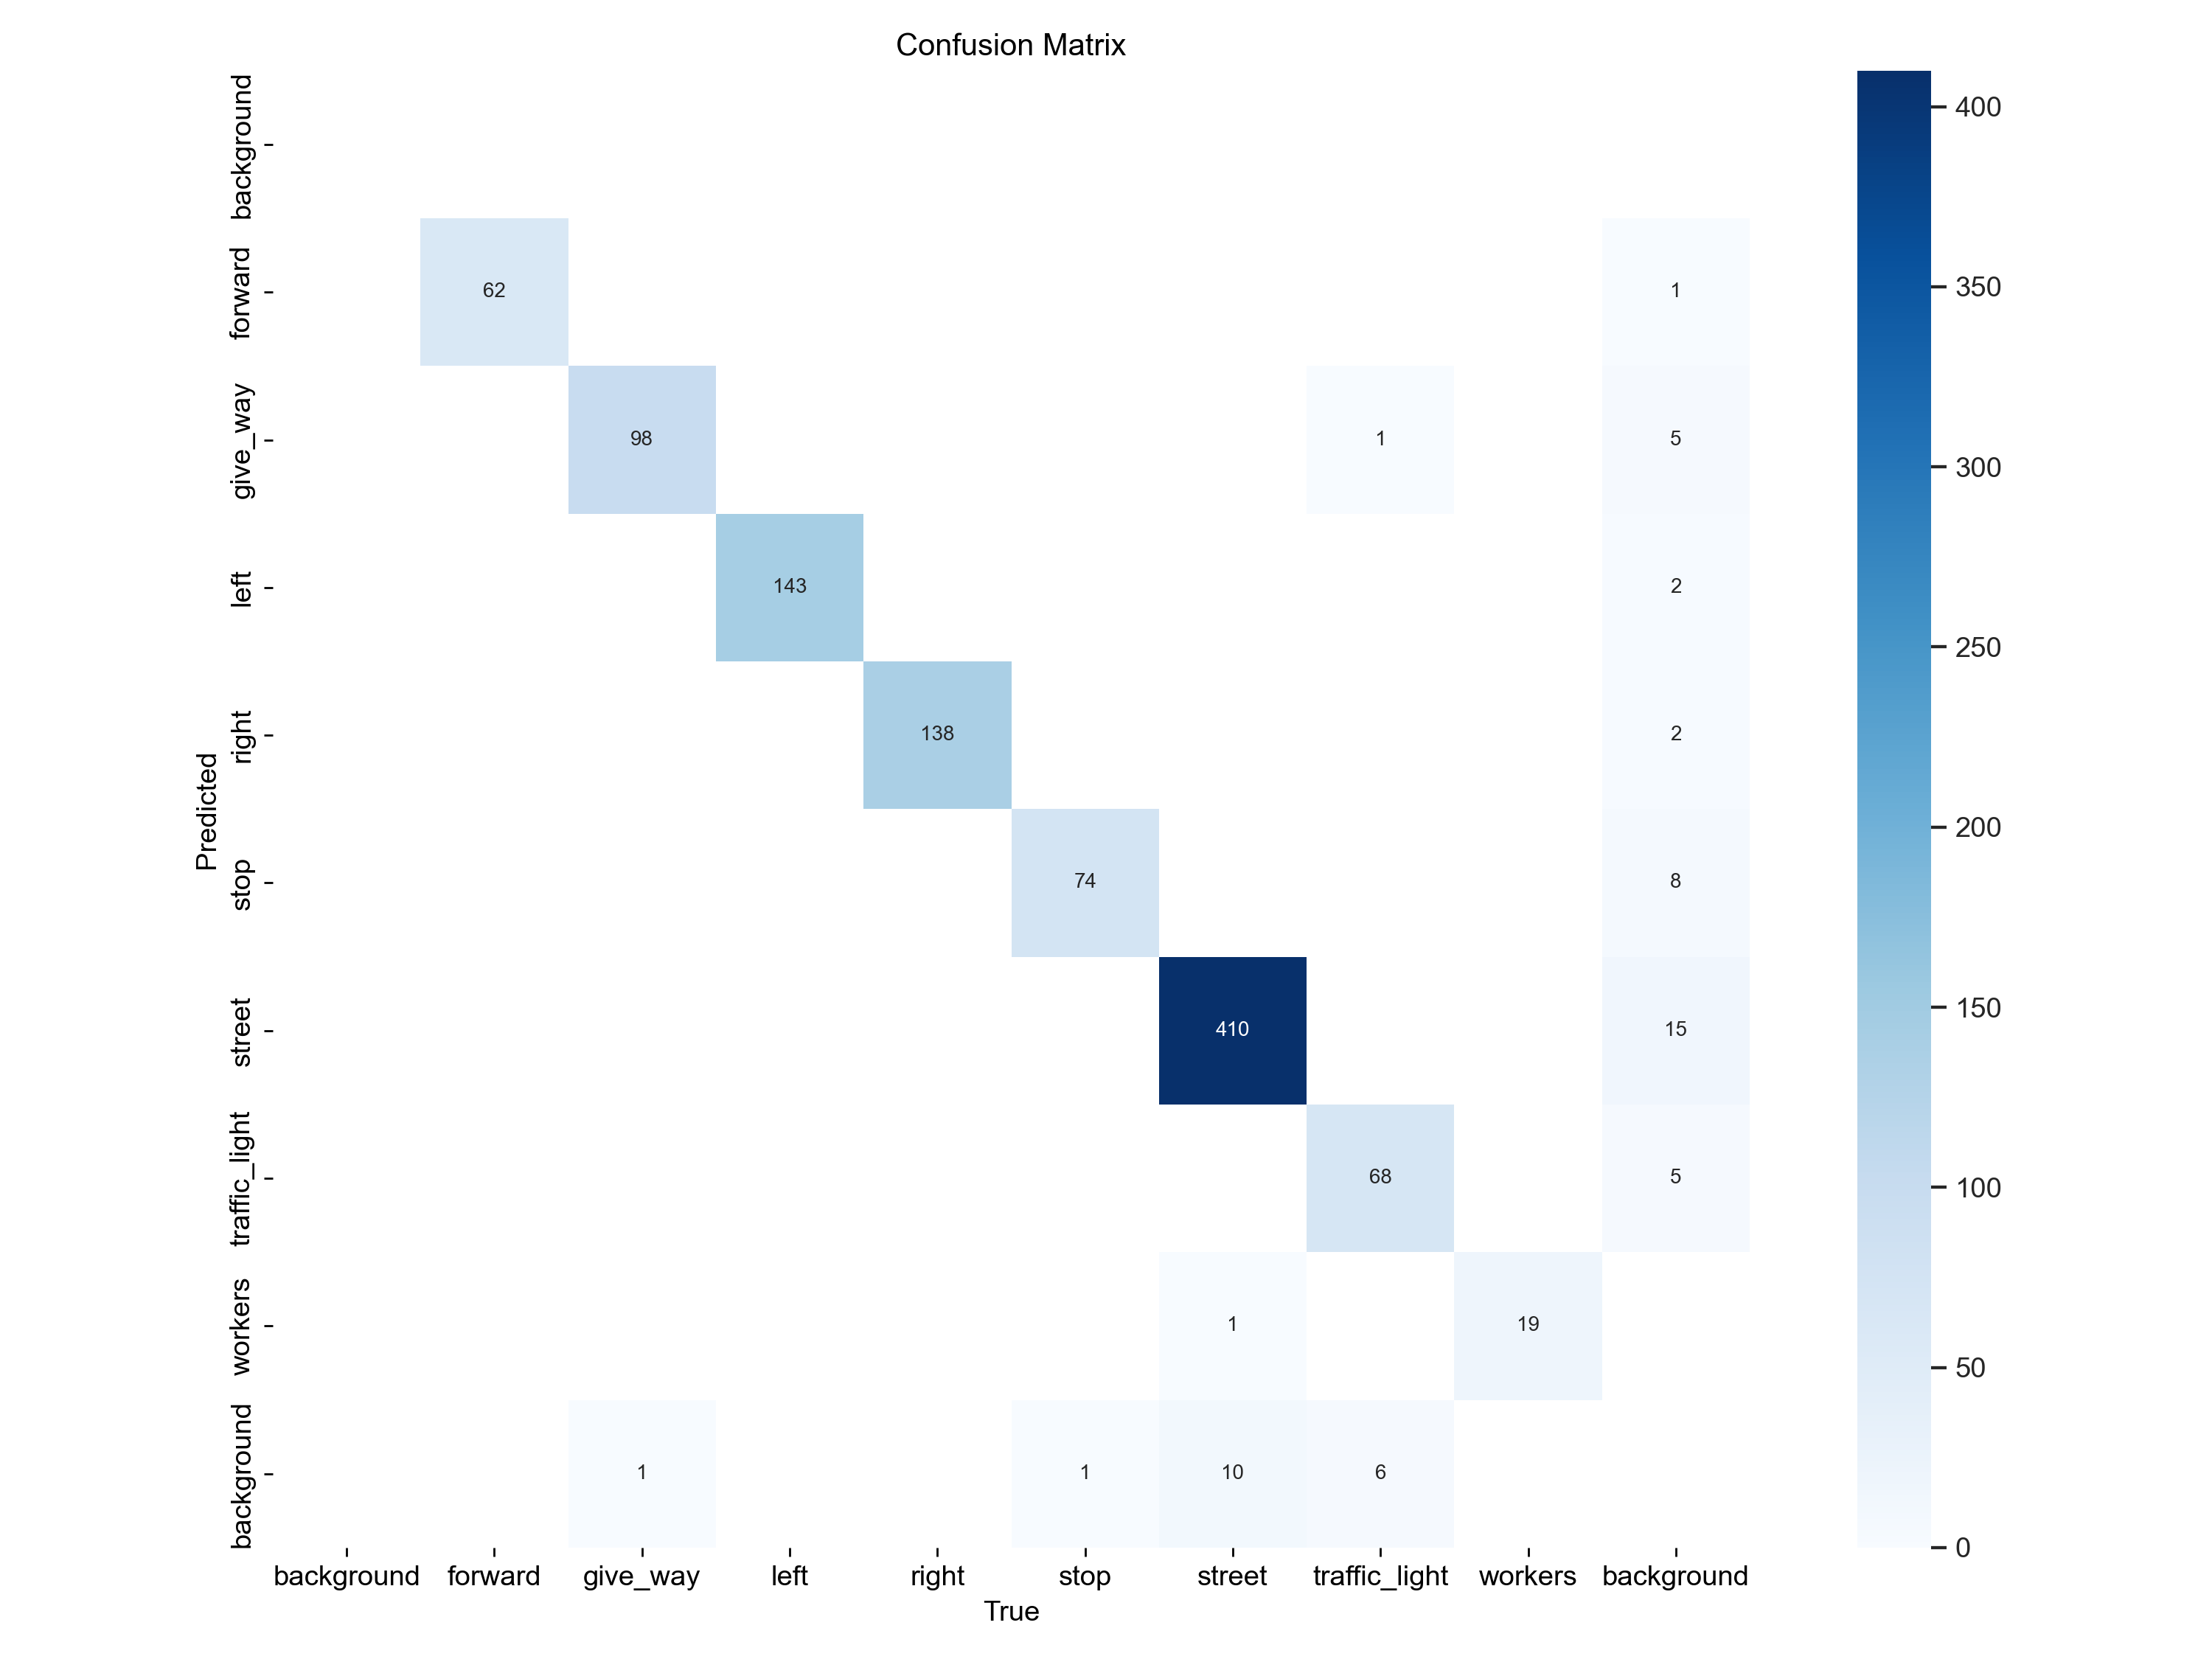 Confusion Matrix
Predicted
background
forward 62 1
give_way 98 1 5
left 143 2
right 138 2
stop 74 8
street 410 15
traffic_light 68 5
workers 1 19
background 1 1 10 6
background forward give_way left right stop street traffic_light workers background
True
400
350
300
250
200
150
100
50
0